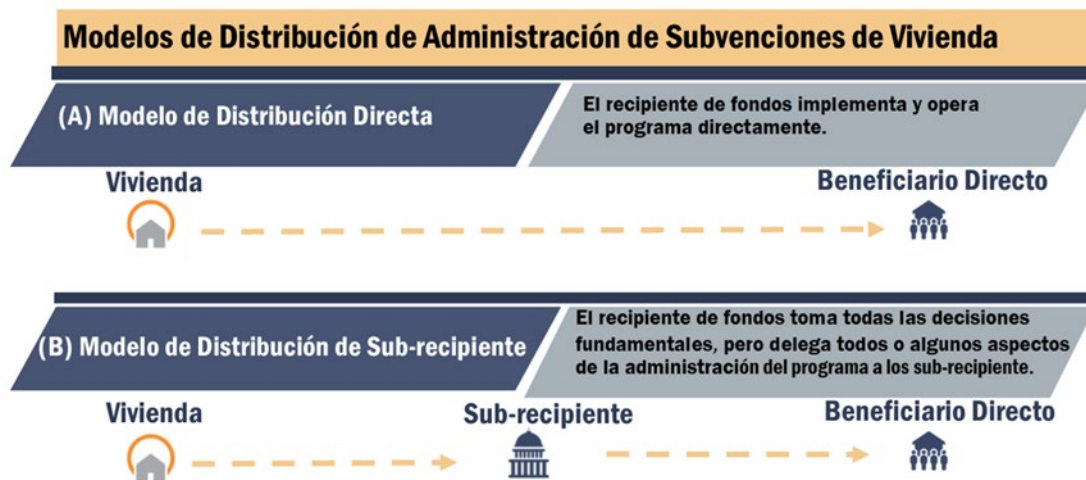 Modelos de Distribución de Administración de Subvenciones de Vivienda
(A) Modelo de Distribución Directa
El recipiente de fondos implementa y opera
el programa directamente.
Vivienda
Beneficiario Directo
(B) Modelo de Distribución de Sub-recipiente
El recipiente de fondos toma todas las decisiones
fundamentales, pero delega todos o algunos aspectos
de la administración del programa a los sub-recipiente.
Vivienda
Sub-recipiente
Beneficiario Directo